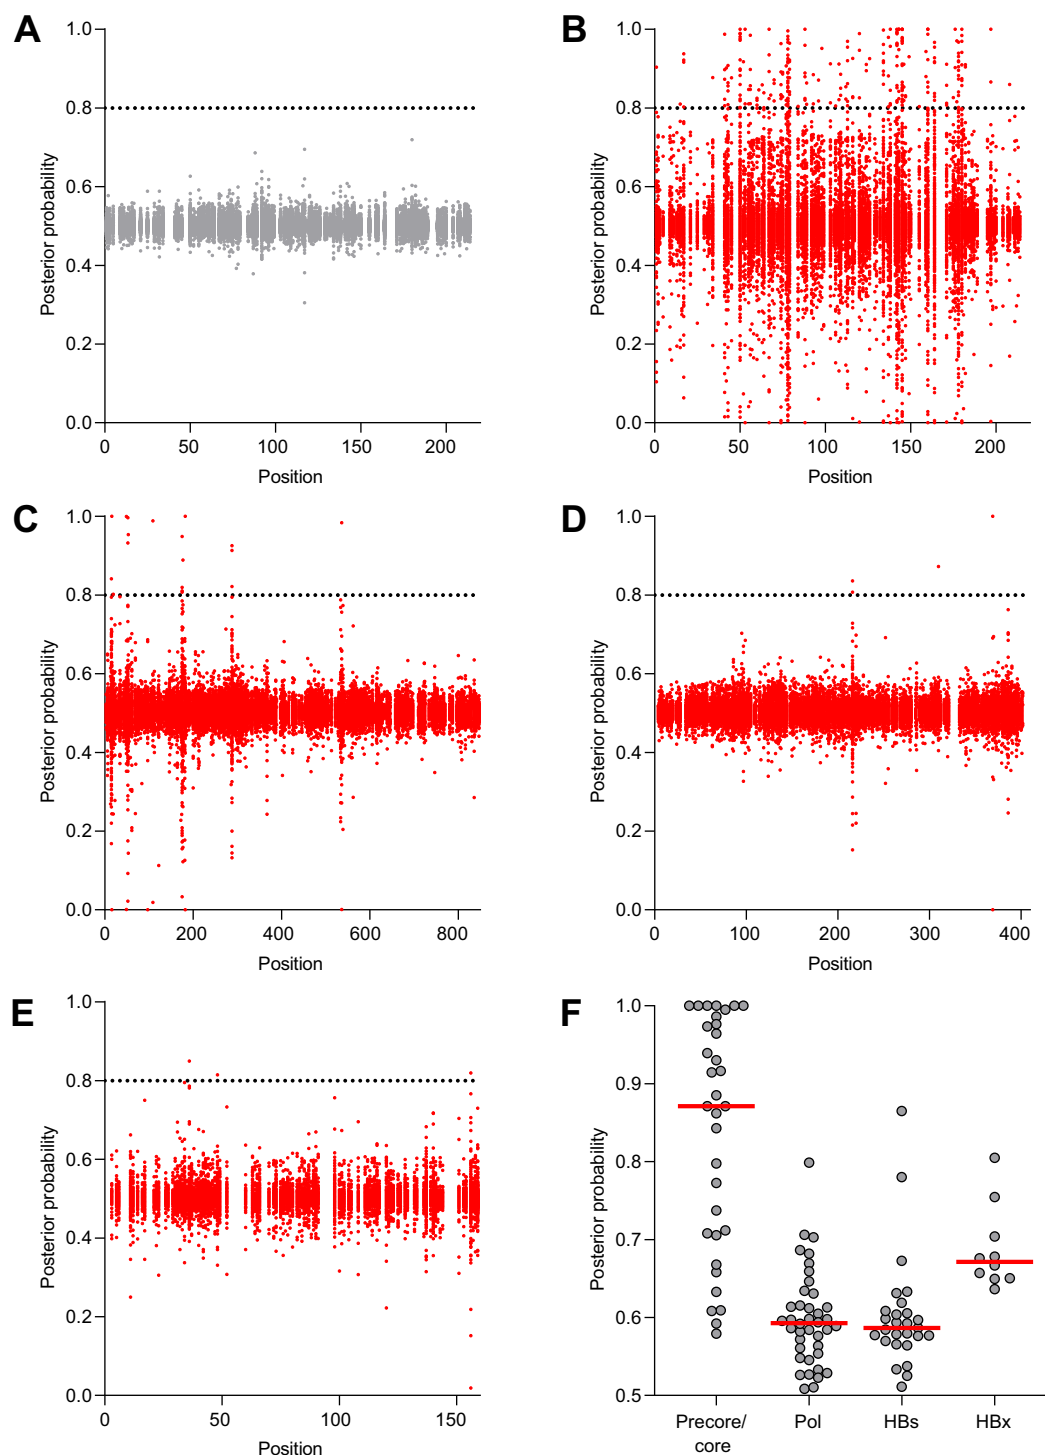 A
1.0
0.8
0.6
0.4
0.2
0.0
Posterior probability
0 50 100 150 200
Position
B
1.0
0.8
0.6
0.4
0.2
0.0
Posterior probability
0 50 100 150 200
Position
C
1.0
0.8
0.6
0.4
0.2
0.0
Posterior probability
0 200 400 600 800
Position
D
1.0
0.8
0.6
0.4
0.2
0.0
Posterior probability
0 100 200 300 400
Position
E
1.0
0.8
0.6
0.4
0.2
0.0
Posterior probability
0 50 100 150
Position
F
1.0
0.9
0.8
0.7
0.6
0.5
Posterior probability
Precore/ Pol HBs HBx
core